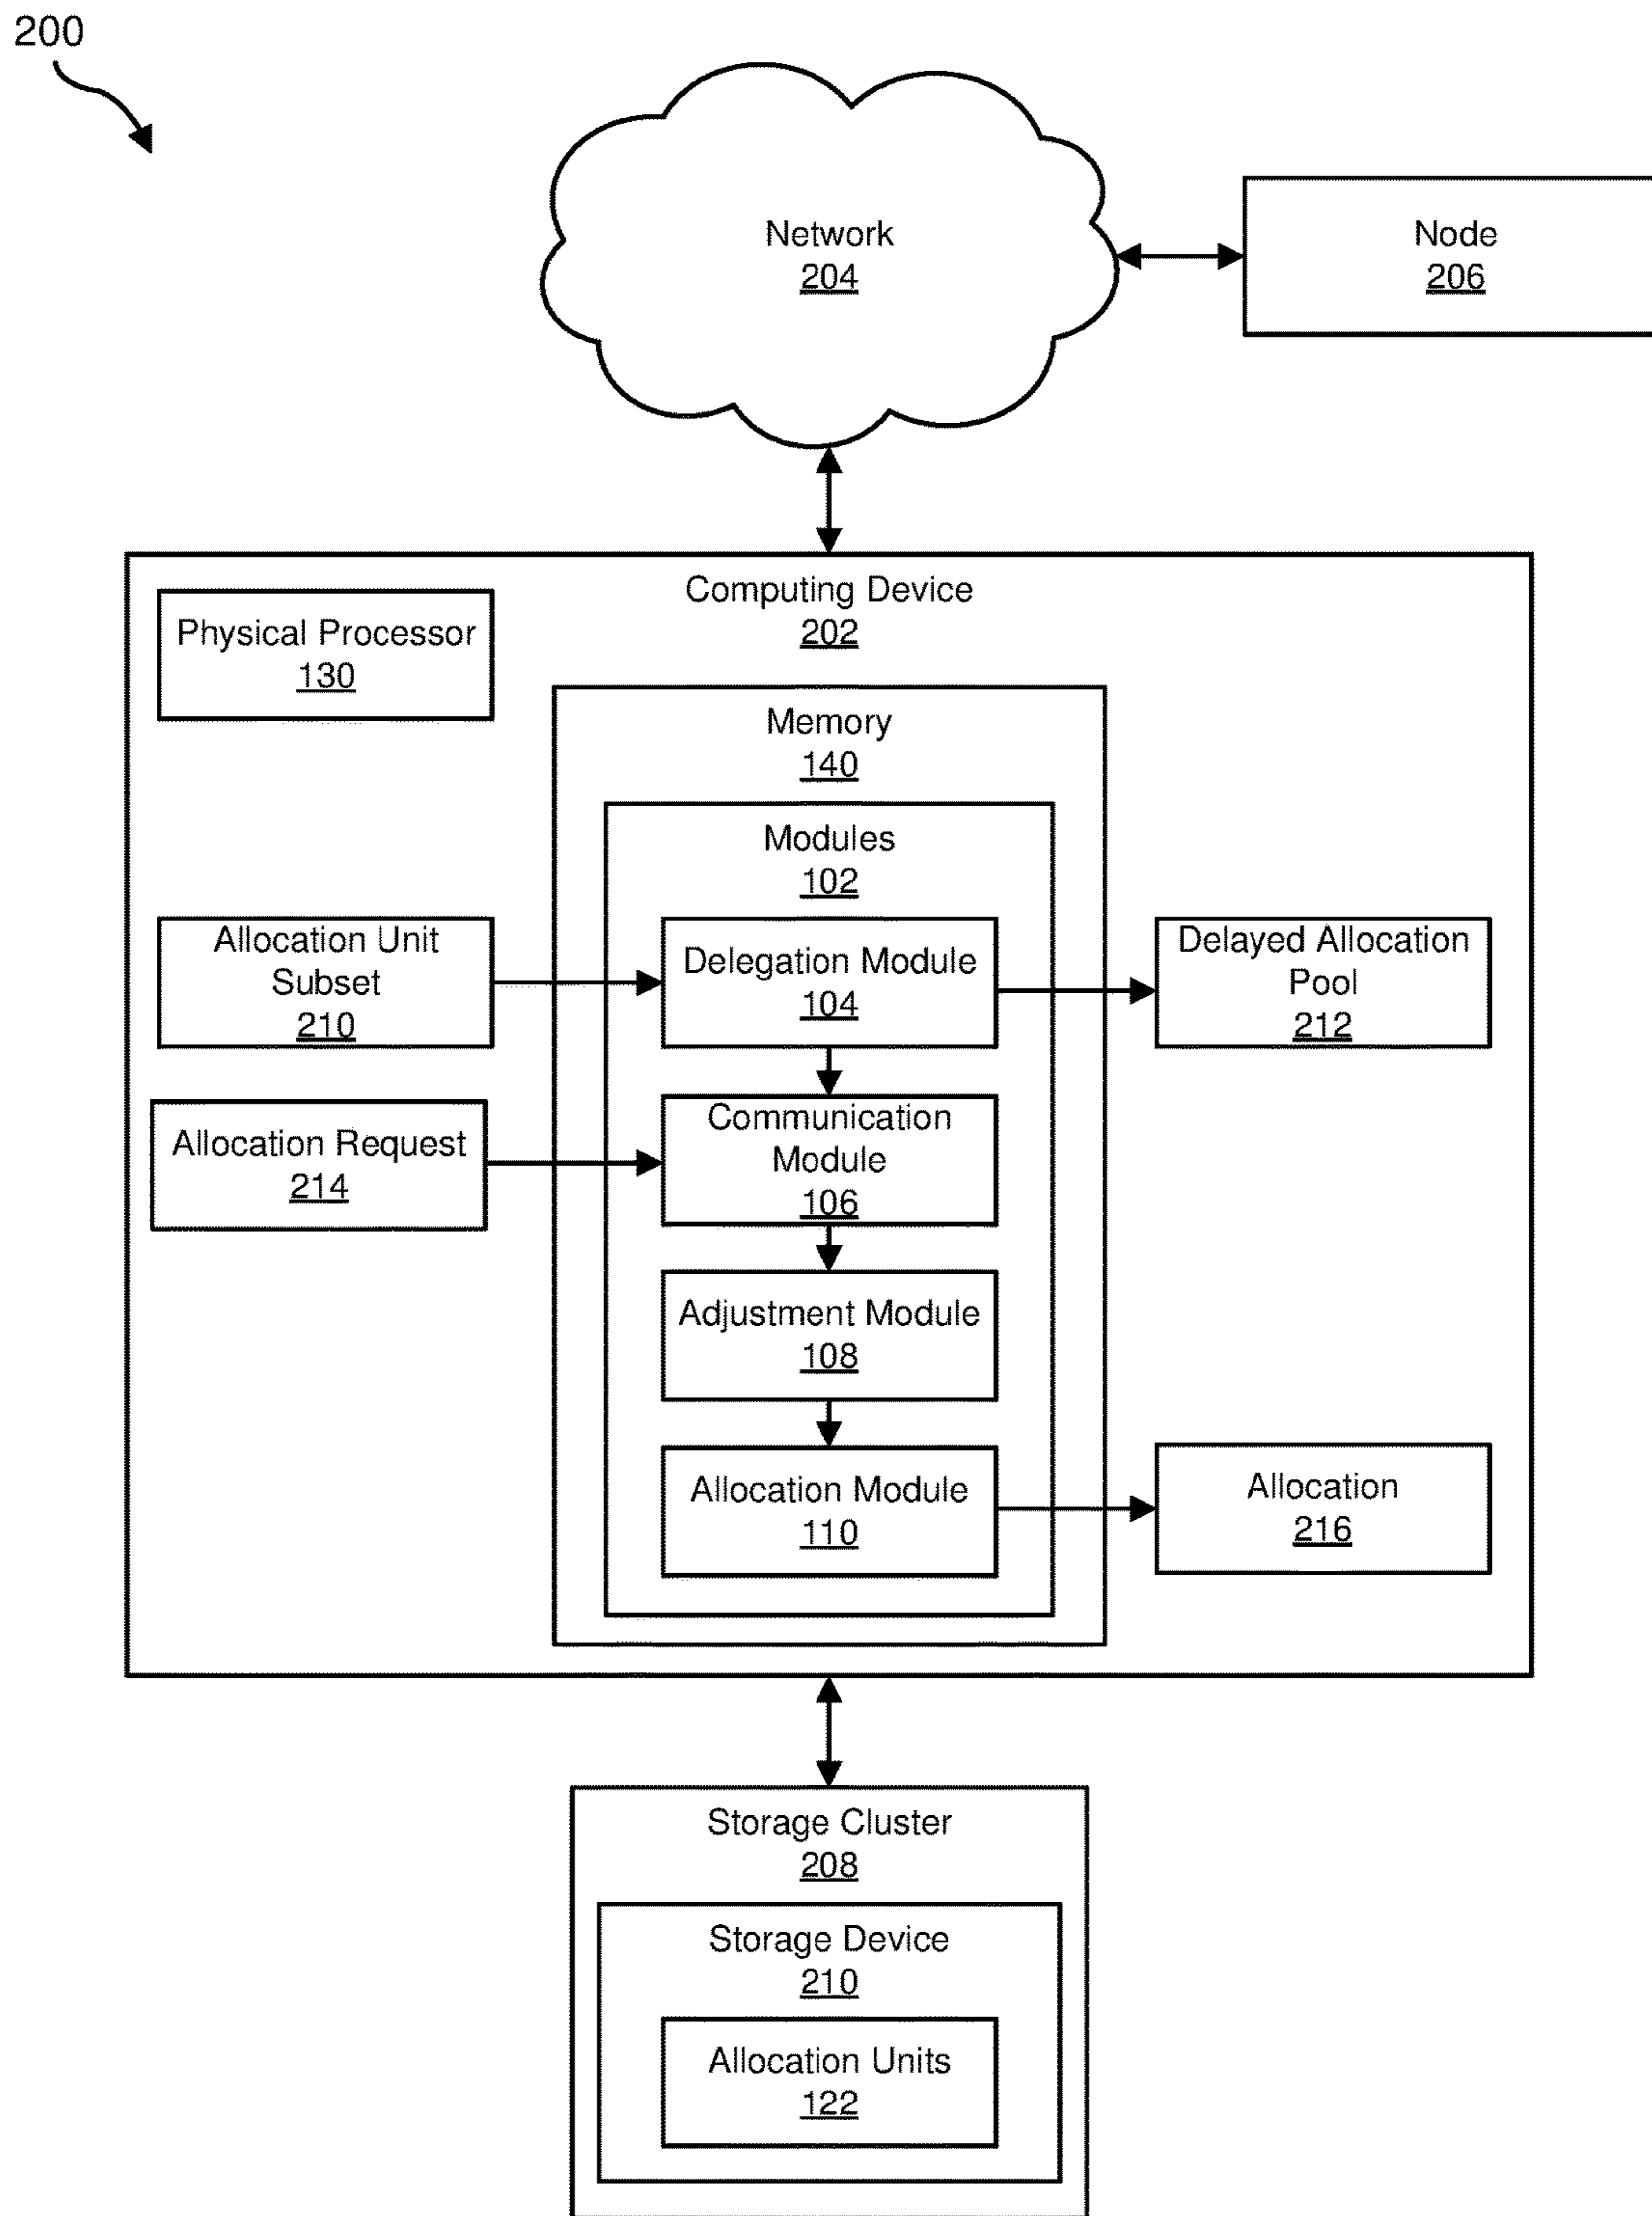 200
Network
204
Node
206
Computing Device
202
Physical Processor
130
Memory
140
Modules
102
Allocation Unit
Subset
210
Delegation Module
104
Delayed Allocation
Pool
212
Allocation Request
214
Communication
Module
106
Adjustment Module
108
Allocation Module
110
Allocation
216
Storage Cluster
208
Storage Device
210
Allocation Units
122